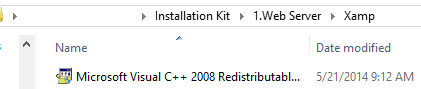 Installation Kit ▸ 1.Web Server ▸ Xamp
Name Date modified
Microsoft Visual C++ 2008 Redistributabl... 5/21/2014 9:12 AM